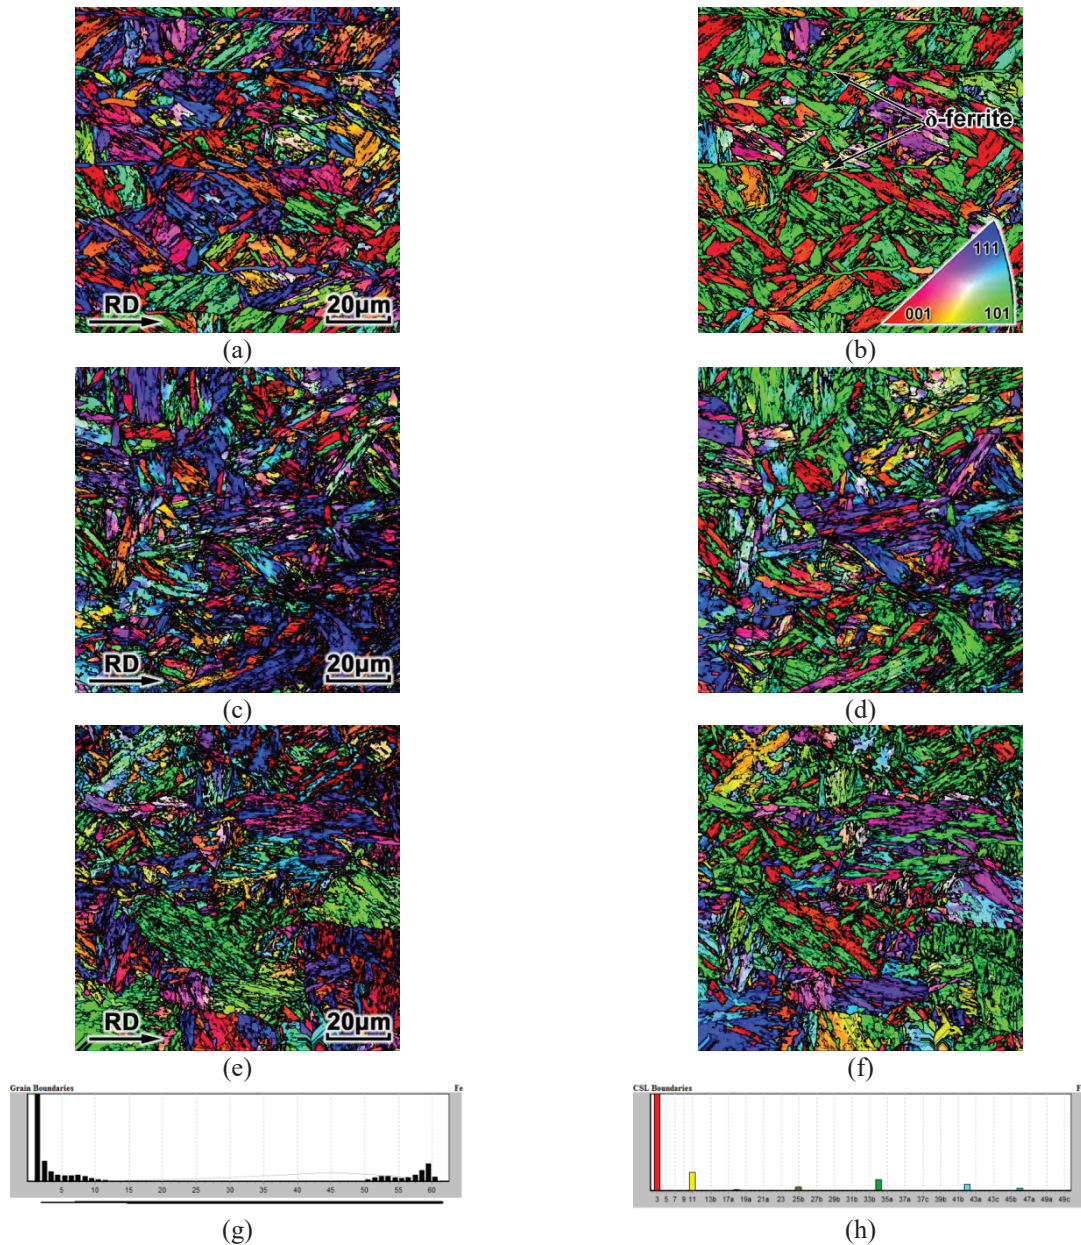 δ-ferrite
111
001
101
RD
20µm
(a)
(b)
RD
20µm
(c)
(d)
RD
20µm
(e)
(f)
Grain Boundaries Fe
5 10 15 20 25 30 35 40 45 50 55 60
(g)
CSL Boundaries F
3 5 7 9 11 13b 17a 19a 21a 23 25b 27b 29b 31b 33b 35a 37a 37c 39b 41b 43a 43c 45b 47a 49a 49c
(h)